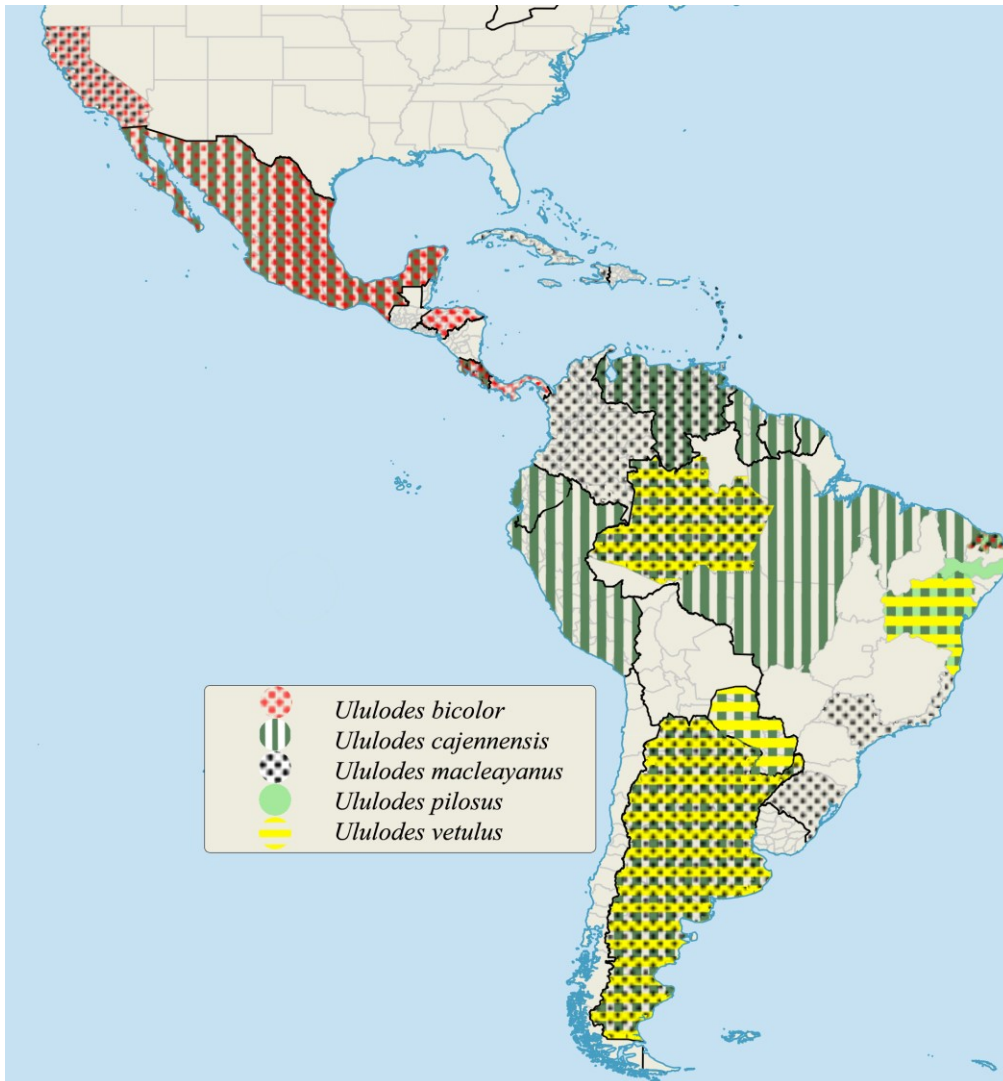 Ululodes bicolor
Ululodes cajennensis
Ululodes macleayanus
Ululodes pilosus
Ululodes vetulus